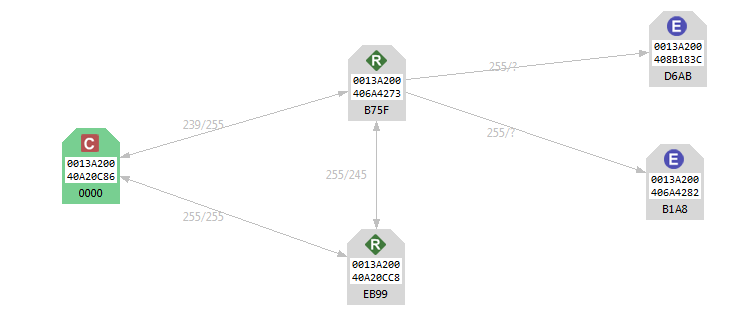 E
0013A200
408B183C
D6AB
R
0013A200
406A4273
B75F
255/?
239/255
C
0013A200
40A20C86
0000
255/?
E
0013A200
406A4282
B1A8
255/245
255/255
R
0013A200
40A20CC8
EB99